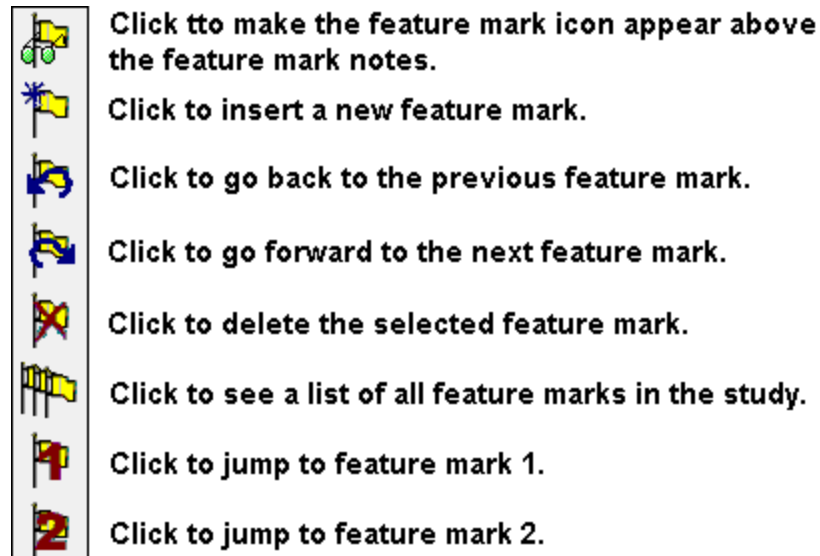 Click tto make the feature mark icon appear above
the feature mark notes.
Click to insert a new feature mark.
Click to go back to the previous feature mark.
Click to go forward to the next feature mark.
Click to delete the selected feature mark.
Click to see a list of all feature marks in the study.
1 Click to jump to feature mark 1.
2 Click to jump to feature mark 2.